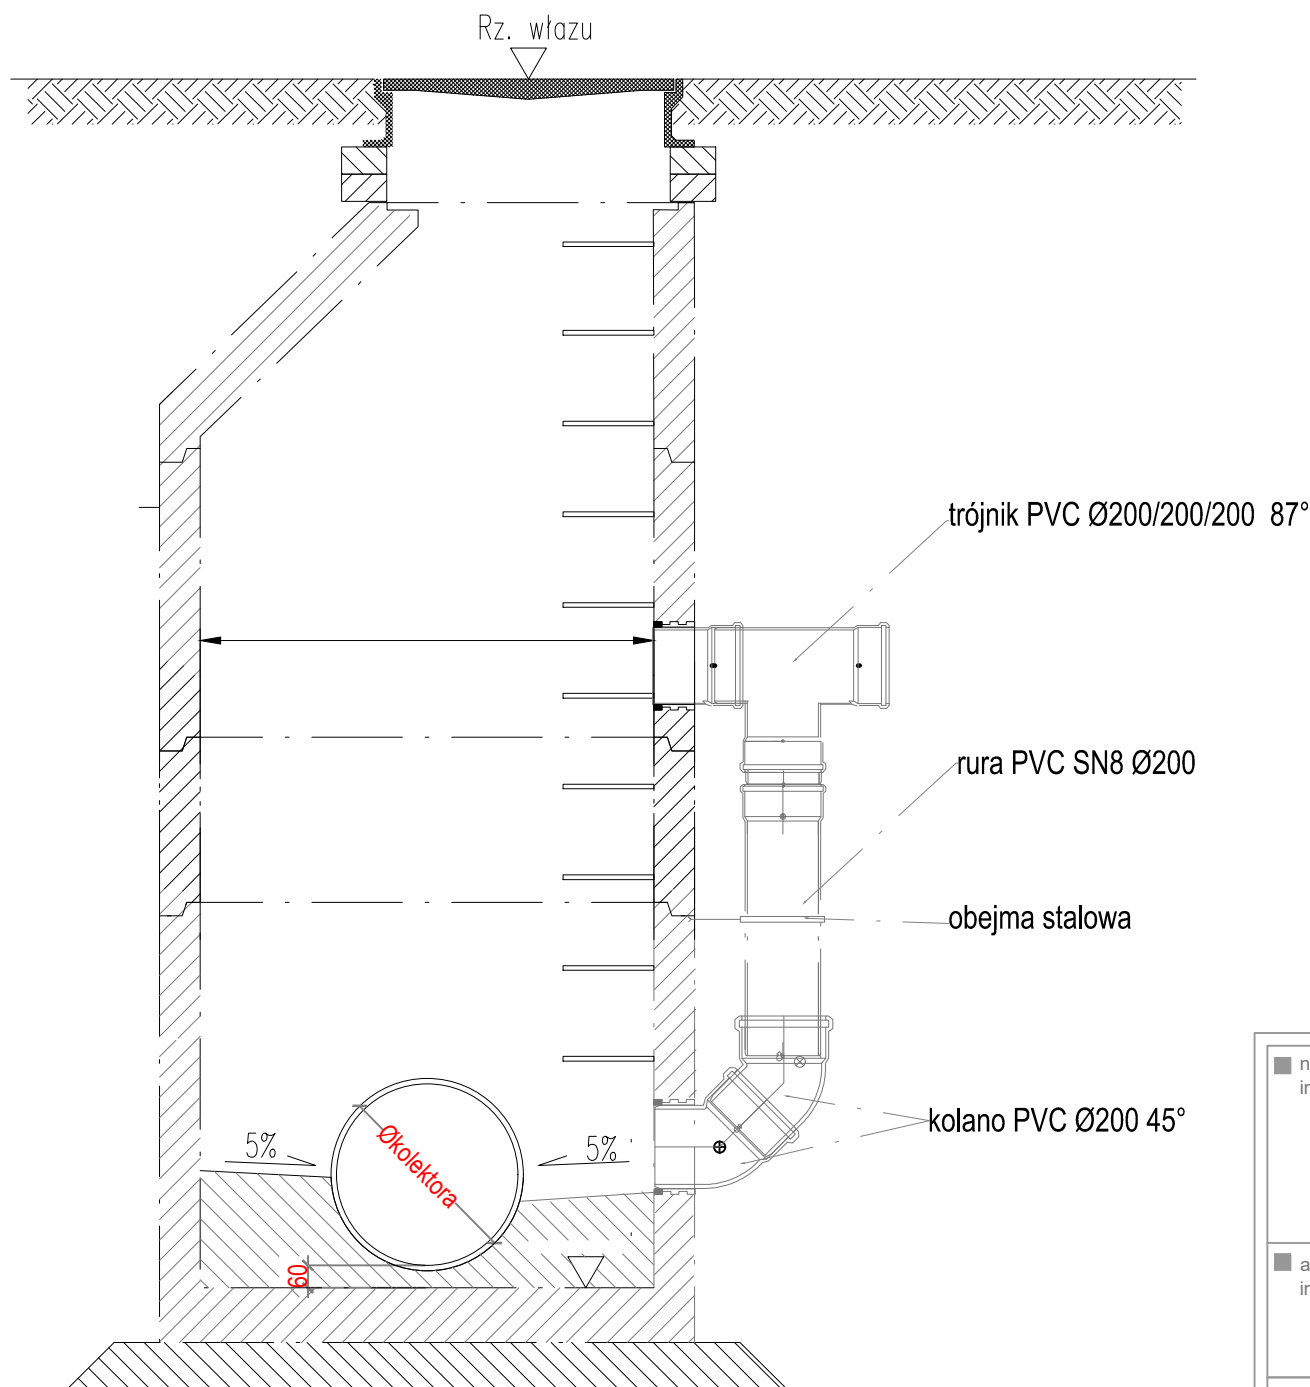 Rz. włazu
trójnik PVC Ø200/200/200 87°
rura PVC SN8 Ø200
obejma stalowa
kolano PVC Ø200 45°
5%
5%
Økolektora
60